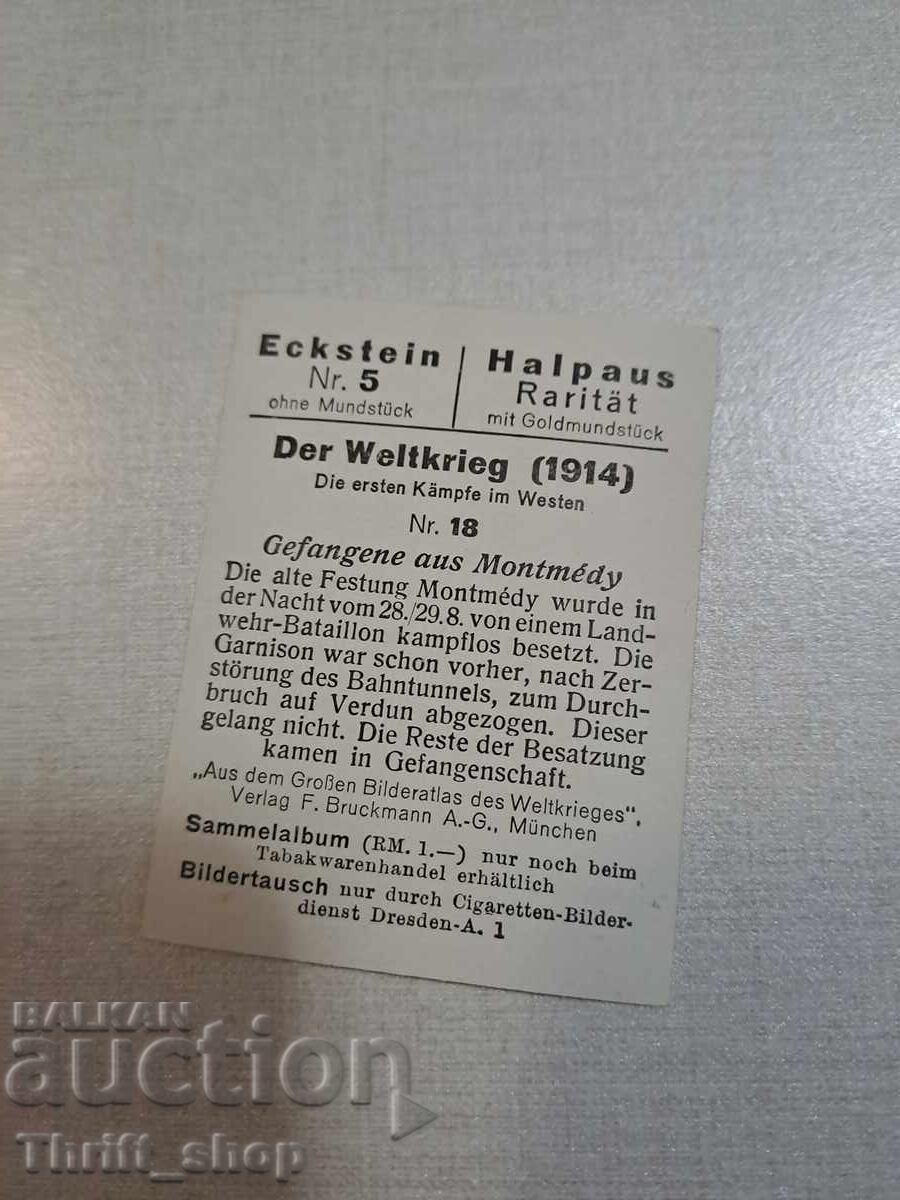 Eckstein
Nr. 5
ohne Mundstück
Halpaus
Rarität
mit Goldmundstück
Der Weltkrieg (1914)
Die ersten Kämpfe im Westen
Nr. 18
Gefangene aus Montmédy
Die alte Festung Montmédy wurde in
der Nacht vom 28./29.8. von einem Land-
wehr-Bataillon kampflos besetzt. Die
Garnison war schon vorher, nach Zer-
störung des Bahntunnels, zum Durch-
bruch auf Verdun abgezogen. Dieser
gelang nicht. Die Reste der Besatzung
kamen in Gefangenschaft.
„Aus dem Großen Bilderatlas des Weltkrieges".
Verlag F. Bruckmann A.-G., München
Sammelalbum (RM. 1.—) nur noch beim
Tabakwarenhandel erhältlich
Bildertausch nur durch Cigaretten-Bilder-
dienst Dresden-A. 1
BALKAN
auction
Thrift_shop